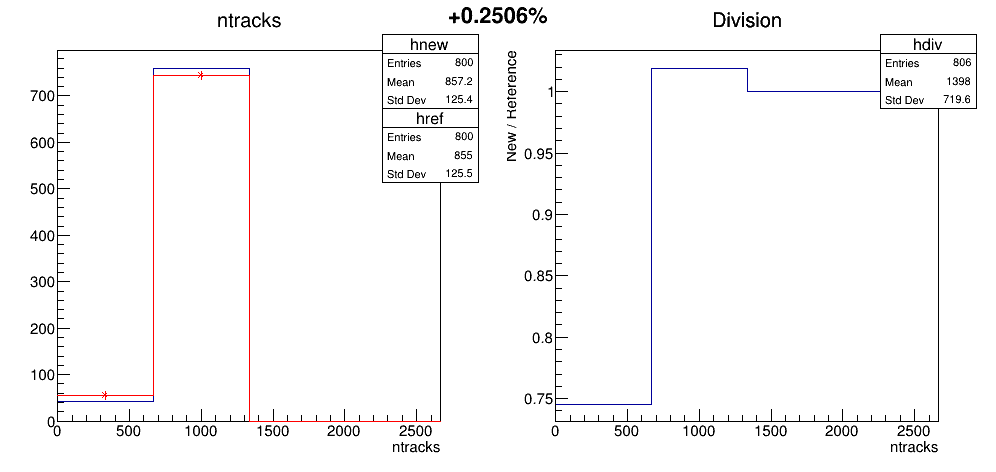 +0.2506%
ntracks
hnew
Entries 800
Mean 857.2
Std Dev 125.4
href
Entries 800
Mean 855
Std Dev 125.5
700
600
500
400
300
200
100
0
0 500 1000 1500 2000 2500
ntracks
Division
hdiv
Entries 806
Mean 1398
Std Dev 719.6
New / Reference
1
0.95
0.9
0.85
0.8
0.75
0 500 1000 1500 2000 2500
ntracks